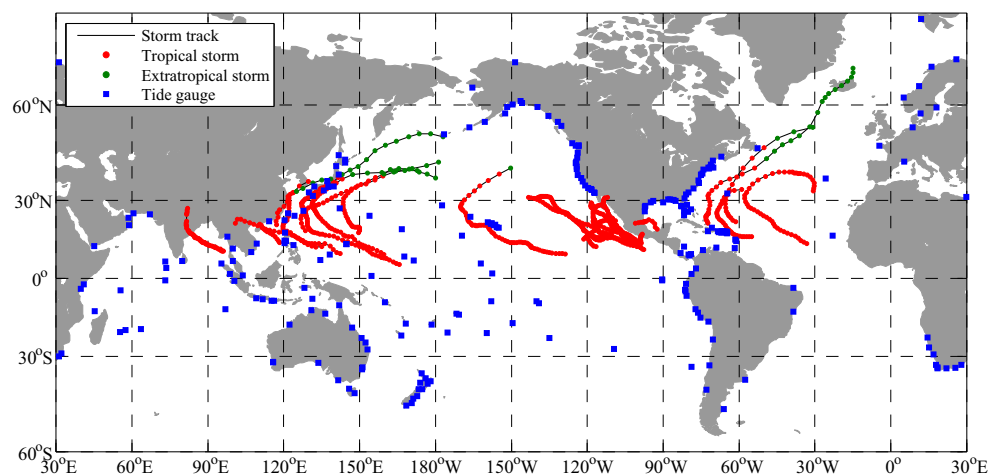 Storm track
Tropical storm
Extratropical storm
Tide gauge
60°N
30°N
0°
30°S
60°S
30°E 60°E 90°E 120°E 150°E 180°W 150°W 120°W 90°W 60°W 30°W 0° 30°E